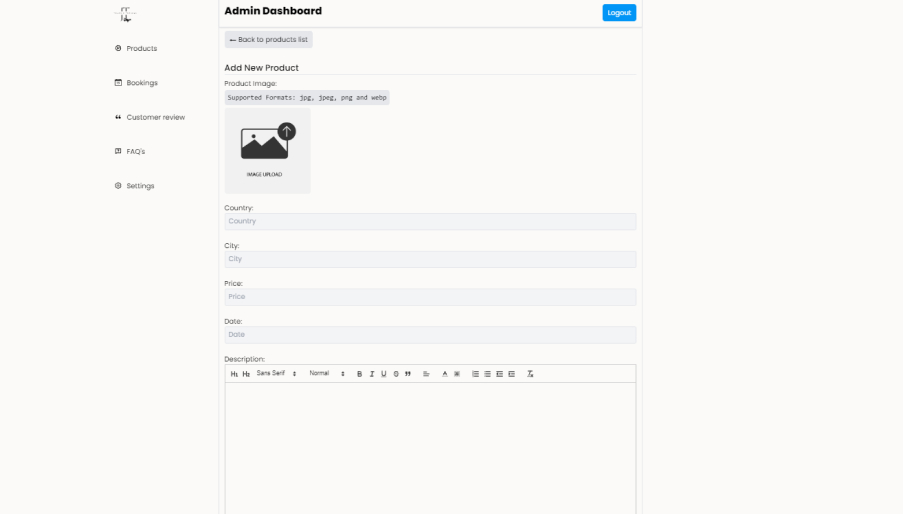 Admin Dashboard
Logout
Products
Bookings
Customer review
FAQ's
Settings
← Back to products list
Add New Product
Product Image:
Supported Formats: jpg, jpeg, png and webp
IMAGE UPLOAD
Country:
Country
City:
City
Price:
Price
Date:
Date
Description:
H1 H2 Sans Serif Normal B I U S